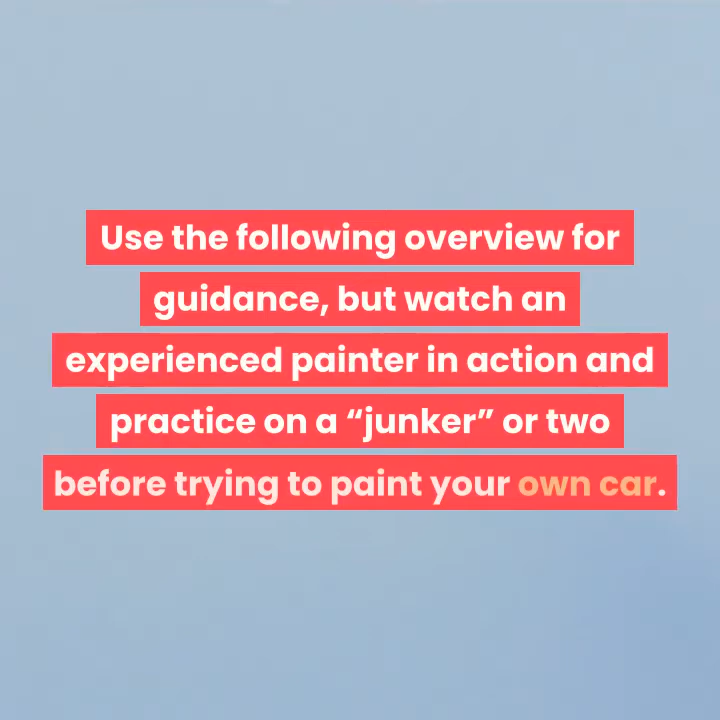 Use the following overview for
guidance, but watch an
experienced painter in action and
practice on a “junker” or two
before trying to paint your own car.